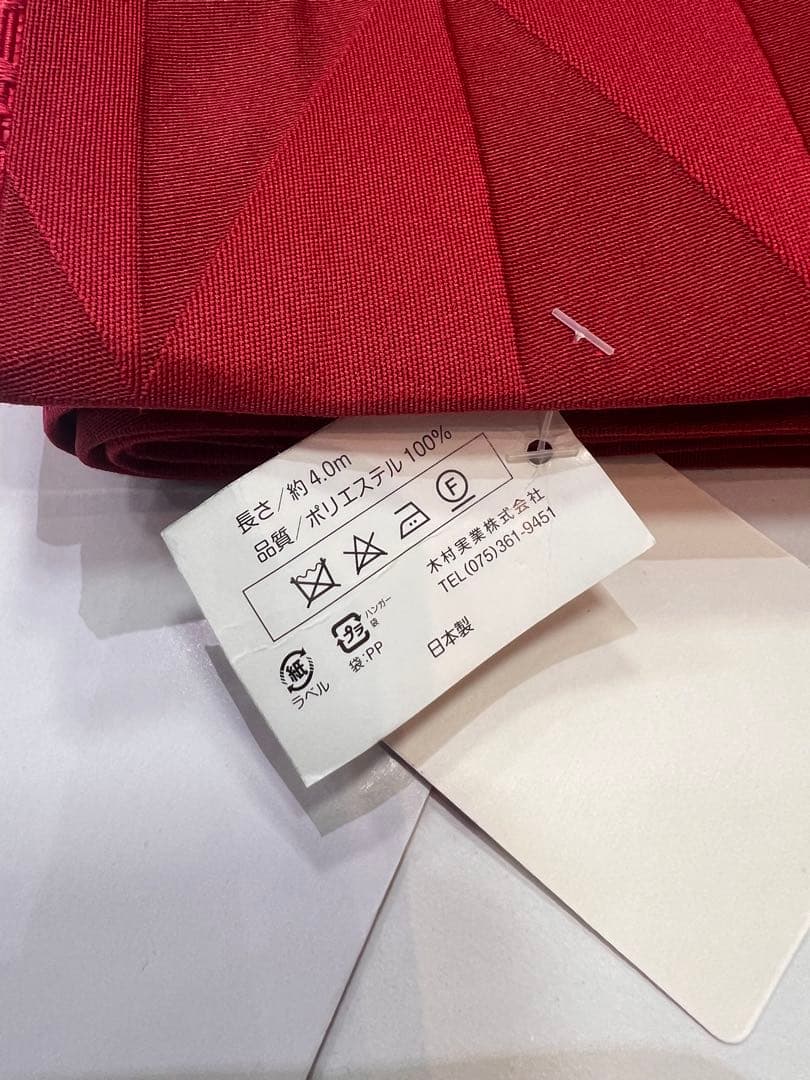 長さ/約4.0m
品質/ポリエステル100%
F
木村実業株式会社
TEL(075)361-9451
紙
ラベル
プラ
ハンガー
袋
袋:PP
日本製